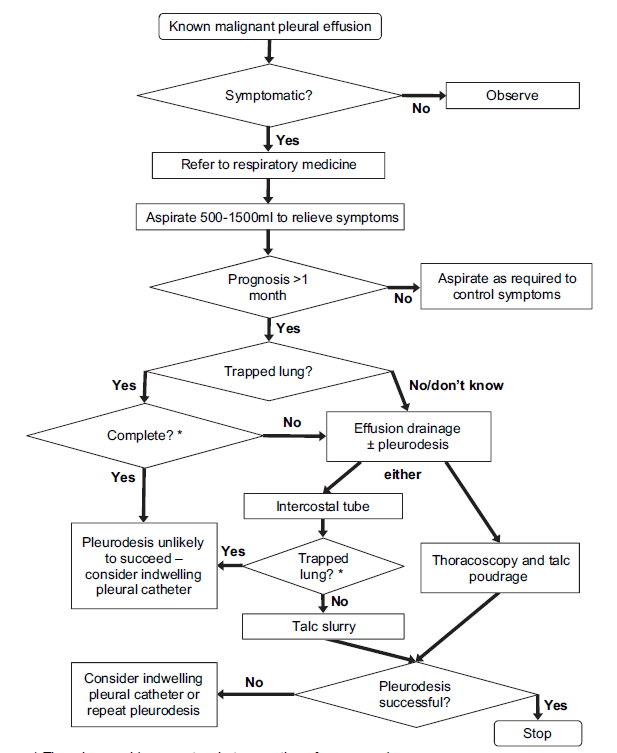 Known malignant pleural effusion
Symptomatic?
No
Observe
Yes
Refer to respiratory medicine
Aspirate 500-1500ml to relieve symptoms
Prognosis >1
month
No
Aspirate as required to
control symptoms
Yes
Trapped lung?
Yes
No/don't know
Complete? *
No
Effusion drainage
± pleurodesis
Yes
either
Intercostal tube
Pleurodesis unlikely
to succeed –
consider indwelling
pleural catheter
Yes
Trapped
lung? *
Thoracoscopy and talc
poudrage
No
Talc slurry
Consider indwelling
pleural catheter or
repeat pleurodesis
No
Pleurodesis
successful?
Yes
Stop